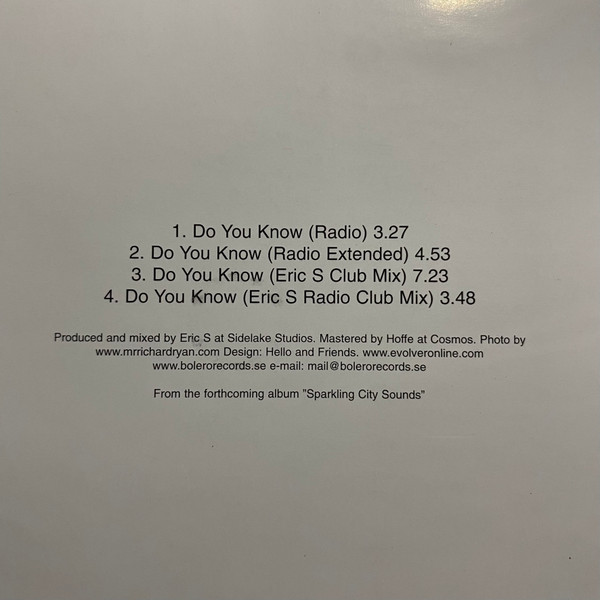 1. Do You Know (Radio) 3.27
2. Do You Know (Radio Extended) 4.53
3. Do You Know (Eric S Club Mix) 7.23
4. Do You Know (Eric S Radio Club Mix) 3.48
Produced and mixed by Eric S at Sidelake Studios. Mastered by Hoffe at Cosmos. Photo by
www.mrrichardryan.com Design: Hello and Friends. www.evolveronline.com
www.bolerorecords.se e-mail: mail@bolerorecords.se
From the forthcoming album "Sparkling City Sounds"